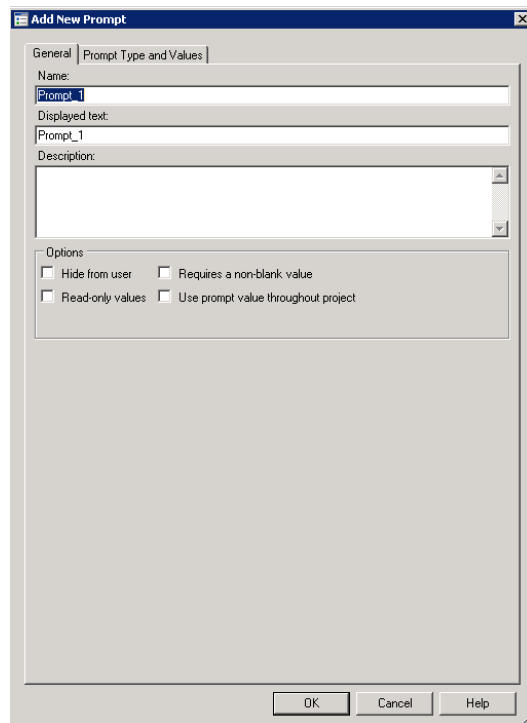 Add New Prompt
General Prompt Type and Values
Name:
Prompt_1
Displayed text:
Prompt_1
Description:
Options
Hide from user Requires a non-blank value
Read-only values Use prompt value throughout project
OK Cancel Help